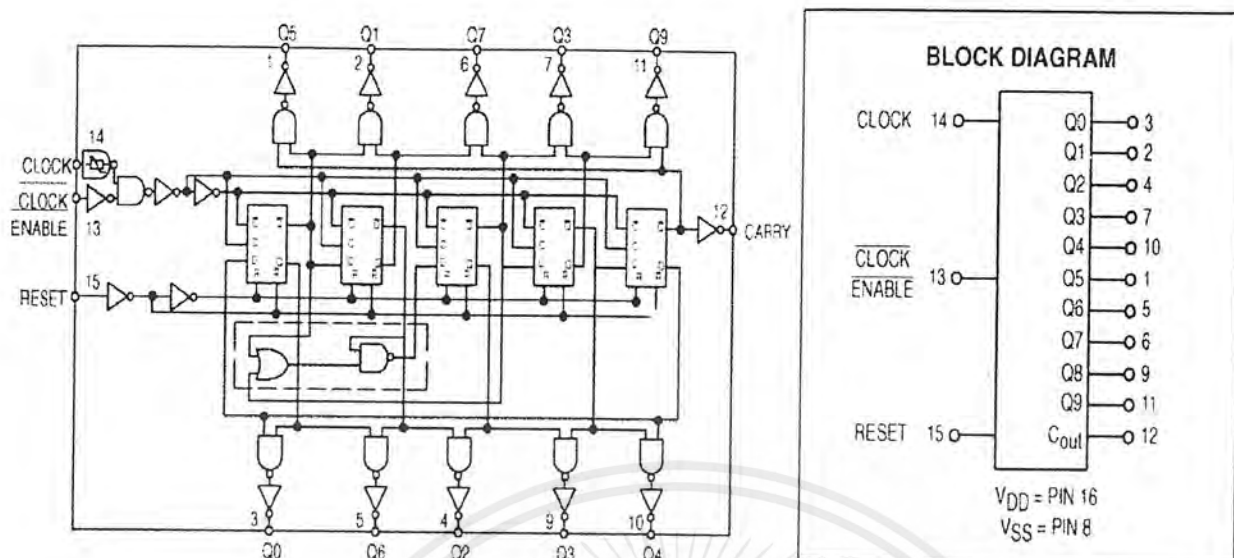 Q5 Q1 Q7 Q3 Q9
1 2 6 7 11
14
CLOCK
CLOCK
ENABLE 13
12
CARRY
15
RESET
3 5 4 9 10
Q0 Q6 Q2 Q3 Q4
BLOCK DIAGRAM
CLOCK 14
Q0 3
Q1 2
Q2 4
Q3 7
Q4 10
CLOCK
ENABLE 13
Q5 1
Q6 5
Q7 6
Q8 9
Q9 11
RESET 15
Cout 12
VDD = PIN 16
VSS = PIN 8